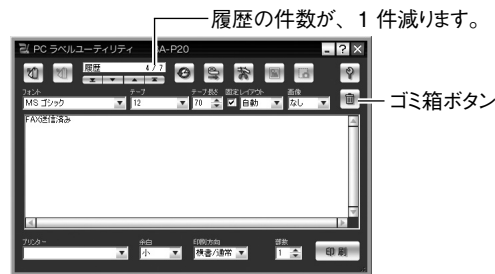 履歴の件数が、1件減ります。
PC ラベルユーティリティ BA-P20
履歴 4/7
フォント テープ テープ長さ 固定 レイアウト 画像
MS ゴシック 12 70 自動 なし
ゴミ箱ボタン
FAX送信済み
プリンター 余白 印刷方向 部数
小 横書/通常 1 印刷